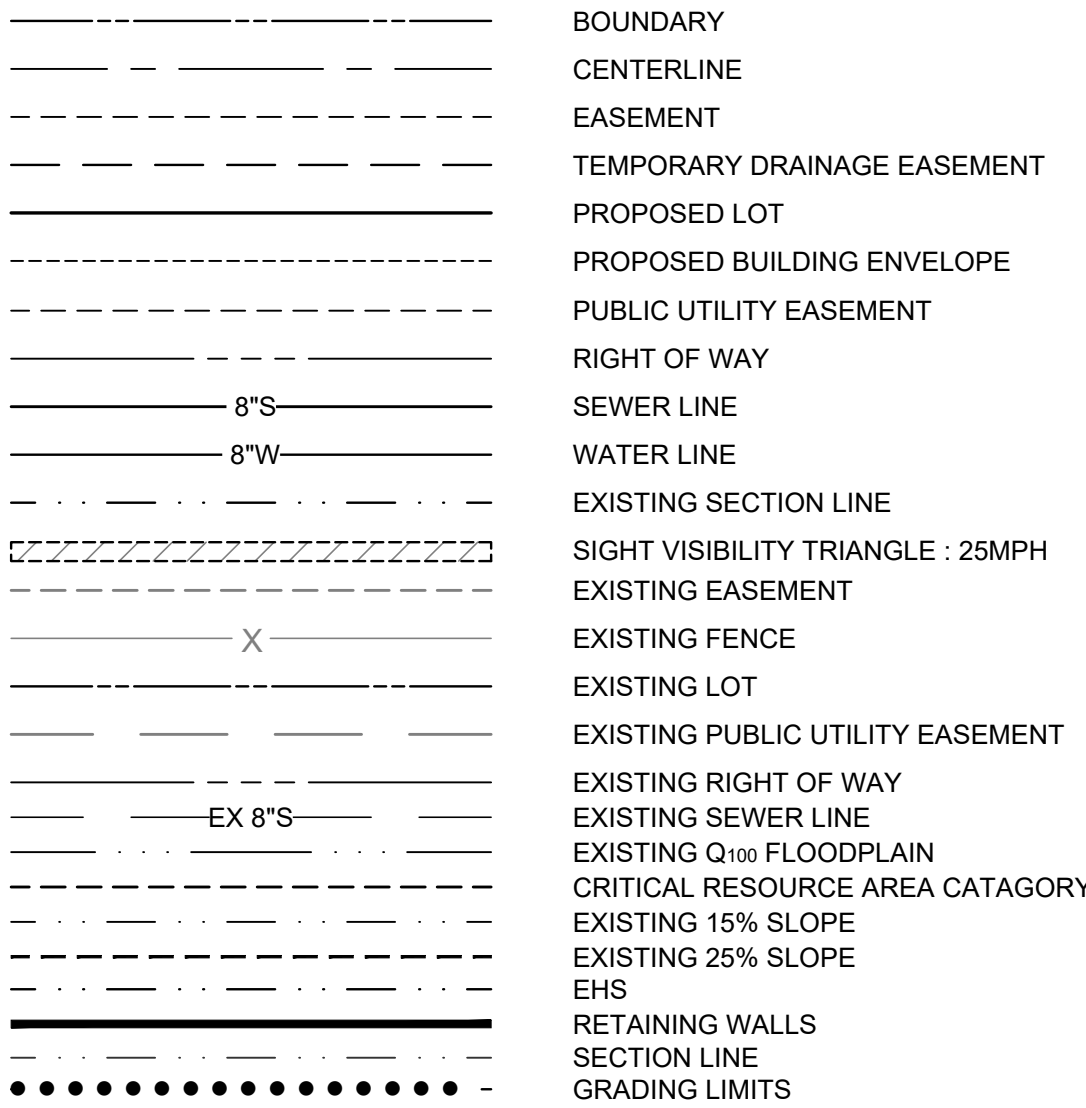 BOUNDARY
CENTERLINE
EASEMENT
TEMPORARY DRAINAGE EASEMENT
PROPOSED LOT
PROPOSED BUILDING ENVELOPE
PUBLIC UTILITY EASEMENT
RIGHT OF WAY
8"S SEWER LINE
8"W WATER LINE
EXISTING SECTION LINE
SIGHT VISIBILITY TRIANGLE : 25MPH
EXISTING EASEMENT
X EXISTING FENCE
EXISTING LOT
EXISTING PUBLIC UTILITY EASEMENT
EXISTING RIGHT OF WAY
EX 8"S EXISTING SEWER LINE
EXISTING Q100 FLOODPLAIN
CRITICAL RESOURCE AREA CATAGORY
EXISTING 15% SLOPE
EXISTING 25% SLOPE
EHS
RETAINING WALLS
SECTION LINE
GRADING LIMITS